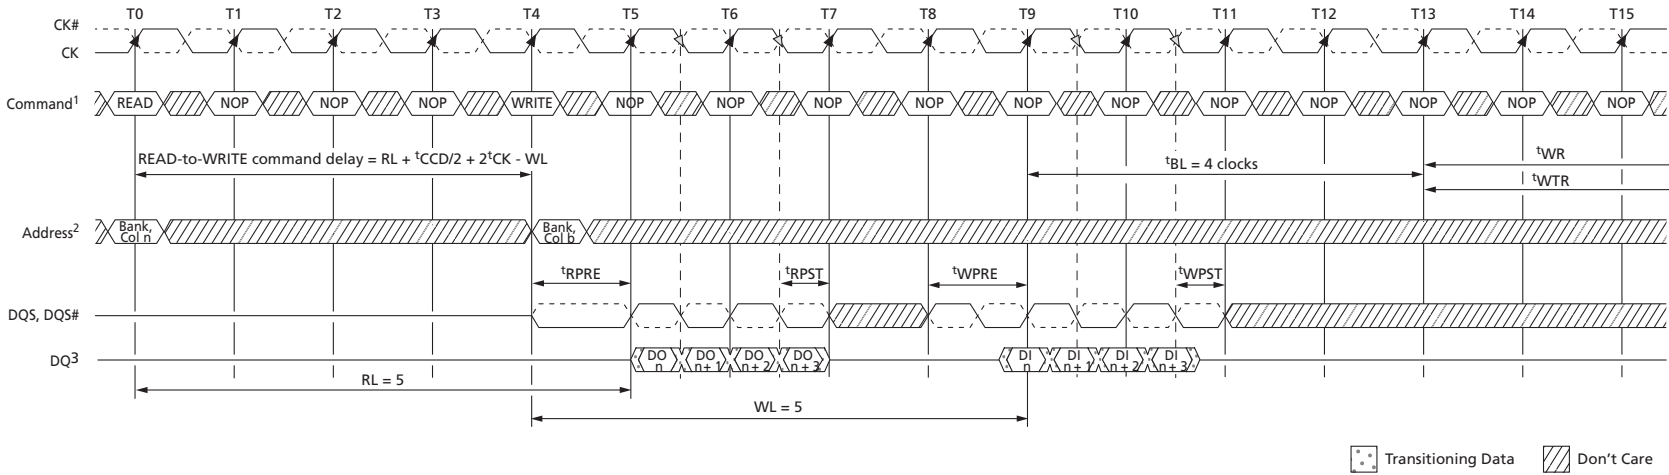 T0 T1 T2 T3 T4 T5 T6 T7 T8 T9 T10 T11 T12 T13 T14 T15
CK#
CK
Command1 READ NOP NOP NOP WRITE NOP NOP NOP NOP NOP NOP NOP NOP NOP NOP NOP
READ-to-WRITE command delay = RL + tCCD/2 + 2tCK - WL
tBL = 4 clocks
tWR
tWTR
Address2
Bank,
Col n
Bank,
Col b
tRPRE tRPST tWPRE tWPST
DQS, DQS#
DQ3
DO
n
DO
n + 1
DO
n + 2
DO
n + 3
DI
n
DI
n + 1
DI
n + 2
DI
n + 3
RL = 5
WL = 5
Transitioning Data Don't Care